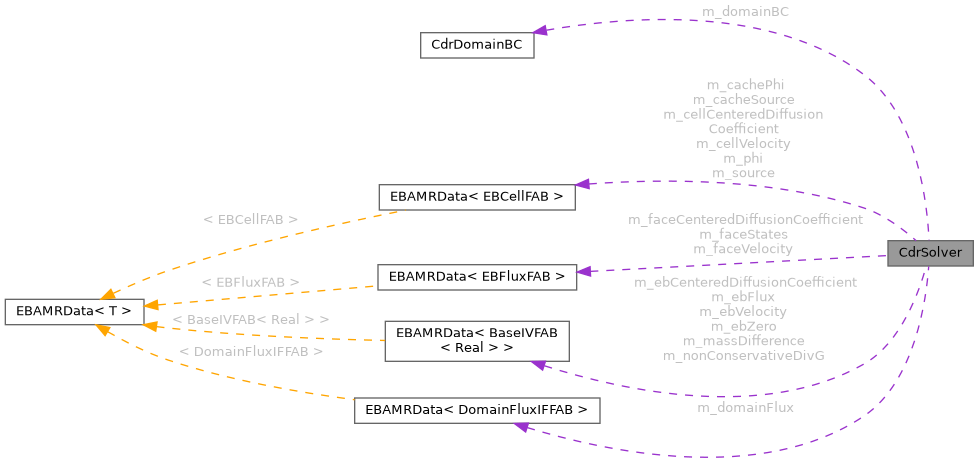 m_domainBC
CdrDomainBC
m_cachePhi
m_cacheSource
m_cellCenteredDiffusion
Coefficient
m_cellVelocity
m_phi
m_source
EBAMRData< EBCellFAB >
< EBCellFAB >
m_faceCenteredDiffusionCoefficient
m_faceStates
m_faceVelocity
CdrSolver
EBAMRData< EBFluxFAB >
< EBFluxFAB >
m_ebCenteredDiffusionCoefficient
m_ebFlux
m_ebVelocity
m_ebZero
m_massDifference
m_nonConservativeDivG
EBAMRData< T >
< BaseIVFAB< Real > >
EBAMRData< BaseIVFAB
< Real > >
< DomainFluxIFFAB >
EBAMRData< DomainFluxIFFAB >
m_domainFlux